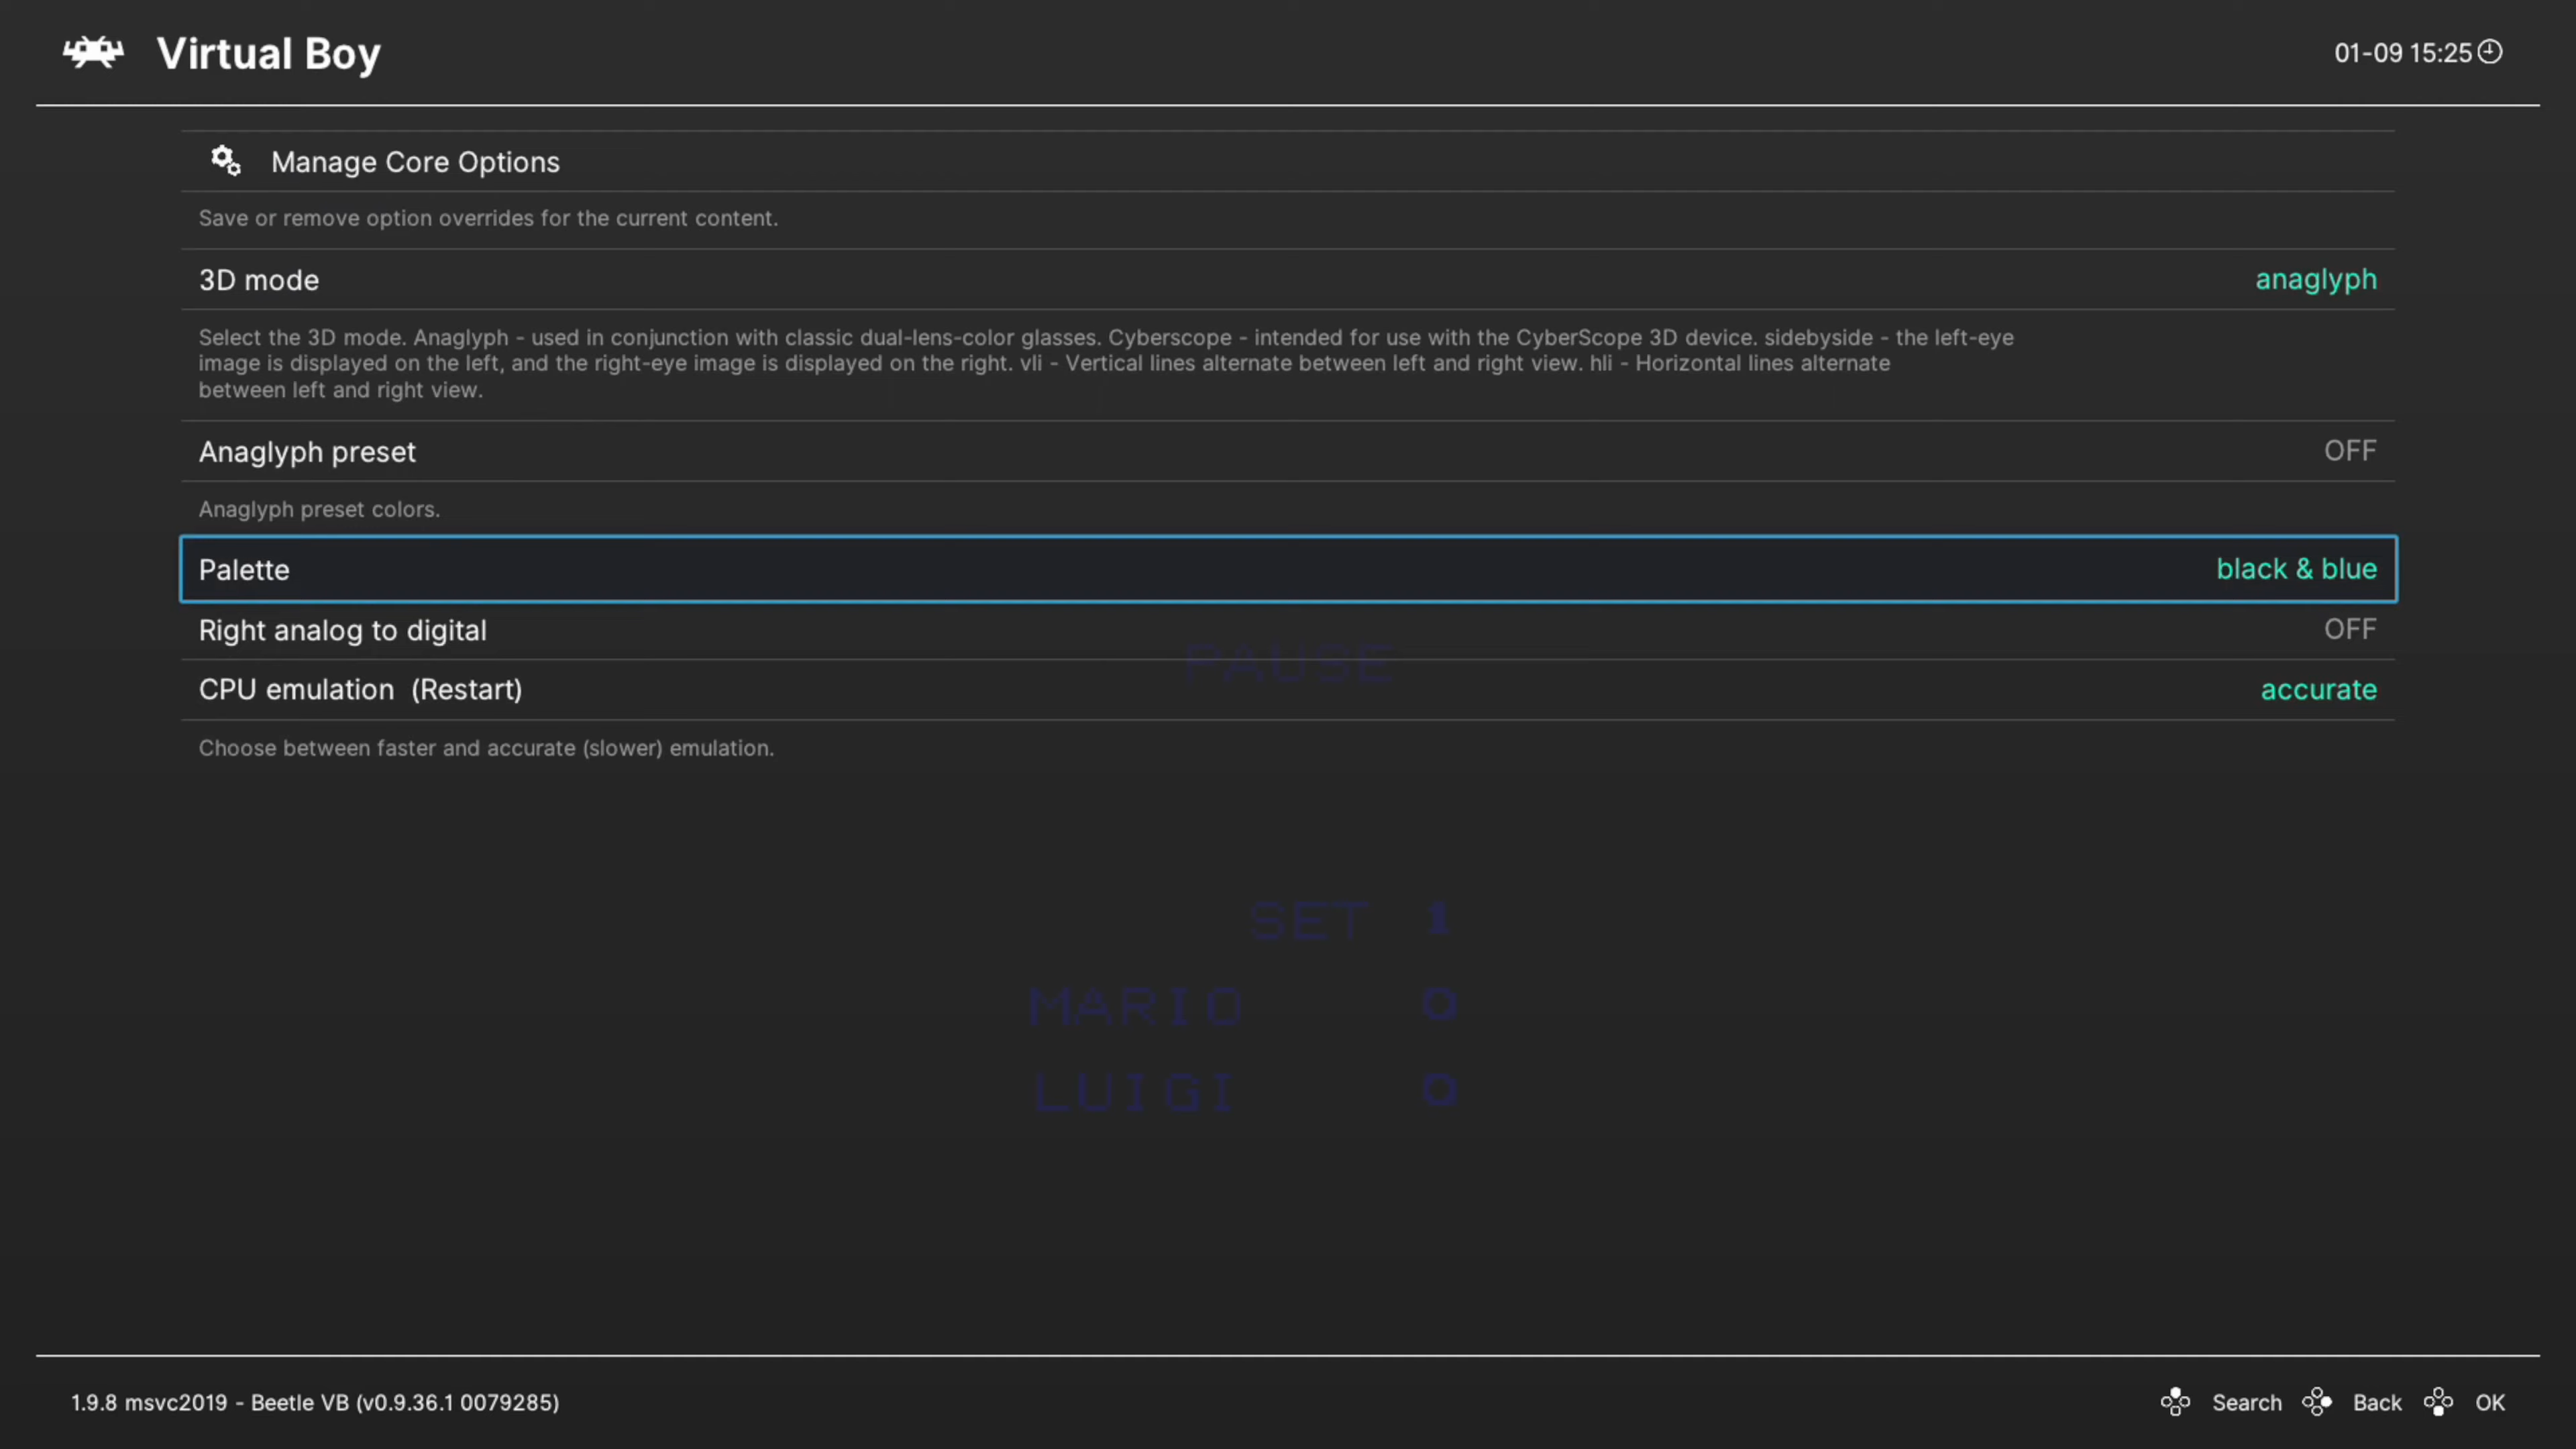 Virtual Boy
01-09 15:25
Manage Core Options
Save or remove option overrides for the current content.
3D mode anaglyph
Select the 3D mode. Anaglyph - used in conjunction with classic dual-lens-color glasses. Cyberscope - intended for use with the CyberScope 3D device. sidebyside - the left-eye
image is displayed on the left, and the right-eye image is displayed on the right. vli - Vertical lines alternate between left and right view. hli - Horizontal lines alternate
between left and right view.
Anaglyph preset OFF
Anaglyph preset colors.
Palette black & blue
Right analog to digital OFF
PAUSE
CPU emulation (Restart) accurate
Choose between faster and accurate (slower) emulation.
SET 1
MARIO 0
LUIGI 0
1.9.8 msvc2019 - Beetle VB (v0.9.36.1 0079285)
Search Back OK